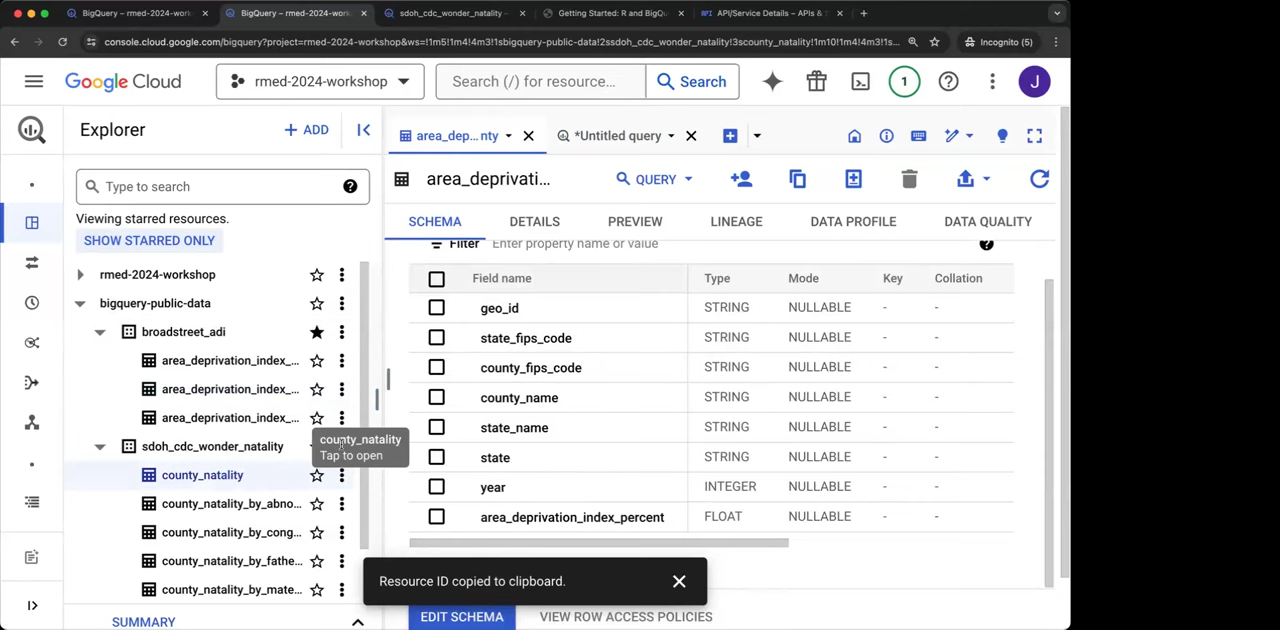 BigQuery – rmed-2024-work…
BigQuery – rmed-2024-work…
sdoh_cdc_wonder_natality –
Getting Started: R and BigQu…
API API/Service Details – APIs &
console.cloud.google.com/bigquery?project=rmed-2024-workshop&ws=!1m5!1m4!4m3!1sbigquery-public-data!2ssdoh_cdc_wonder_natality!3scounty_natality!1m10!1m4!4m3!1s...
Incognito (5)
Google Cloud
rmed-2024-workshop
Search (/) for resource...
Search
1
J
Explorer
+ ADD
area_dep... nty
*Untitled query
Type to search
area_deprivati...
QUERY
Viewing starred resources.
SHOW STARRED ONLY
SCHEMA
DETAILS
PREVIEW
LINEAGE
DATA PROFILE
DATA QUALITY
Filter Enter property name or value
rmed-2024-workshop
bigquery-public-data
broadstreet_adi
area_deprivation_index_...
area_deprivation_index_...
area_deprivation_index_...
sdoh_cdc_wonder_natality
county_natality
county_natality_by_abno...
county_natality_by_cong...
county_natality_by_fathe...
county_natality_by_mate...
SUMMARY
county_natality
Tap to open
Field name Type Mode Key Collation
geo_id STRING NULLABLE - -
state_fips_code STRING NULLABLE - -
county_fips_code STRING NULLABLE - -
county_name STRING NULLABLE - -
state_name STRING NULLABLE - -
state STRING NULLABLE - -
year INTEGER NULLABLE - -
area_deprivation_index_percent FLOAT NULLABLE - -
Resource ID copied to clipboard.
EDIT SCHEMA
VIEW ROW ACCESS POLICIES